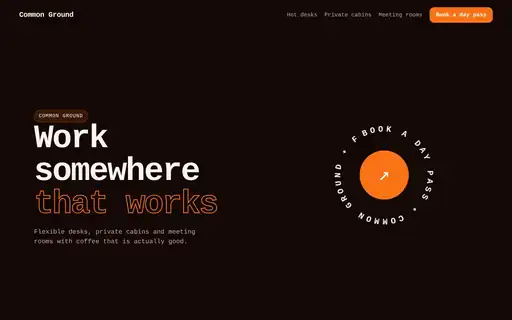 Common Ground
Hot desks Private cabins Meeting rooms Book a day pass
COMMON GROUND
Work
somewhere
that works
Flexible desks, private cabins and meeting
rooms with coffee that is actually good.
BOOK A DAY PASS • COMMON GROUND • F
↗